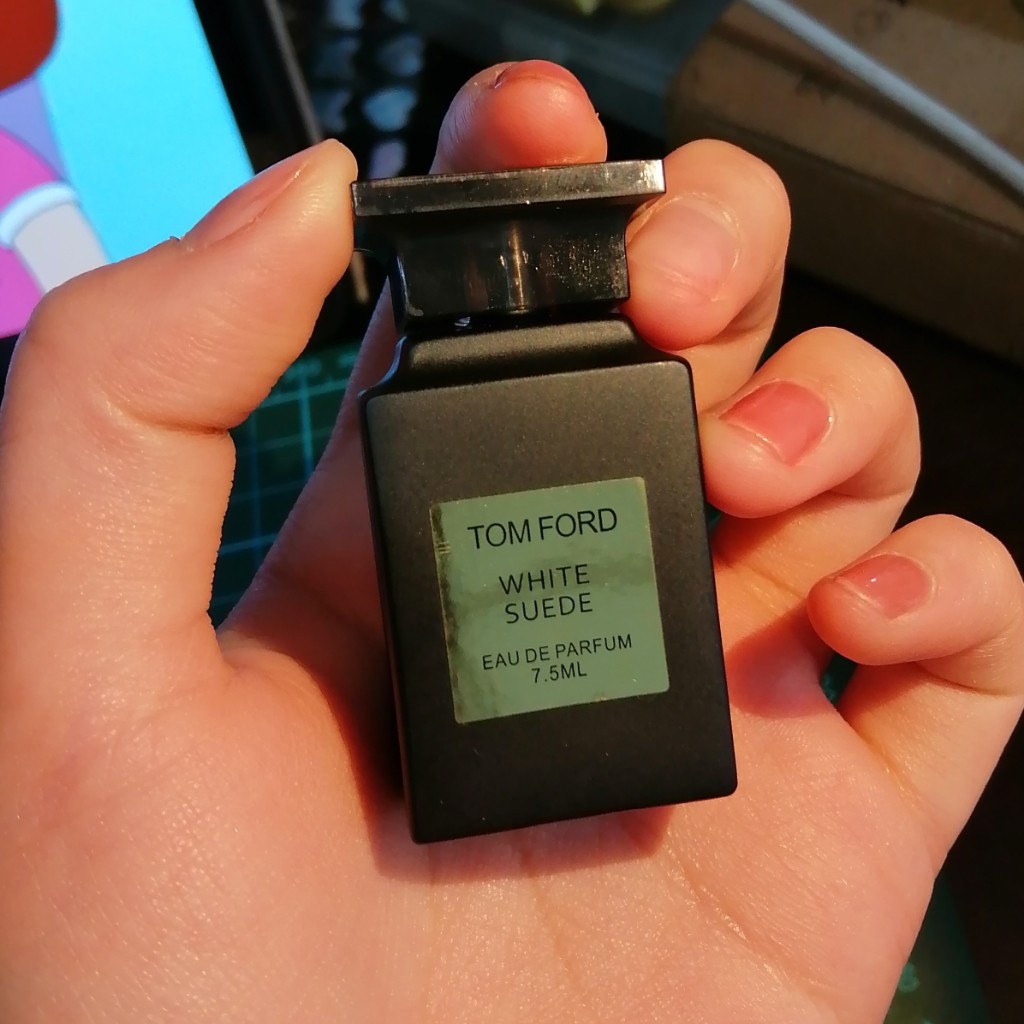 TOM FORD
WHITE
SUEDE
EAU DE PARFUM
7.5ML